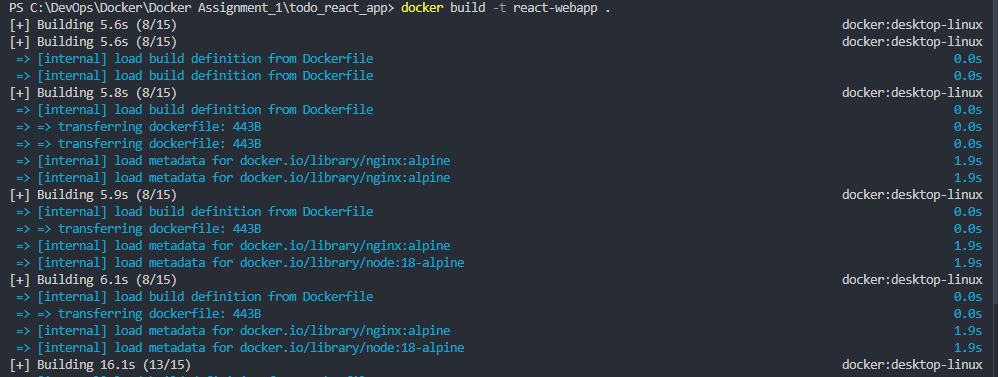 PS C:\DevOps\Docker\Docker Assignment_1\todo_react_app> docker build -t react-webapp .
[+] Building 5.6s (8/15) docker:desktop-linux
[+] Building 5.6s (8/15) docker:desktop-linux
=> [internal] load build definition from Dockerfile 0.0s
=> [internal] load build definition from Dockerfile 0.0s
[+] Building 5.8s (8/15) docker:desktop-linux
=> [internal] load build definition from Dockerfile 0.0s
=> => transferring dockerfile: 443B 0.0s
=> => transferring dockerfile: 443B 0.0s
=> [internal] load metadata for docker.io/library/nginx:alpine 1.9s
=> [internal] load metadata for docker.io/library/nginx:alpine 1.9s
[+] Building 5.9s (8/15) docker:desktop-linux
=> [internal] load build definition from Dockerfile 0.0s
=> => transferring dockerfile: 443B 0.0s
=> [internal] load metadata for docker.io/library/nginx:alpine 1.9s
=> [internal] load metadata for docker.io/library/node:18-alpine 1.9s
[+] Building 6.1s (8/15) docker:desktop-linux
=> [internal] load build definition from Dockerfile 0.0s
=> => transferring dockerfile: 443B 0.0s
=> [internal] load metadata for docker.io/library/nginx:alpine 1.9s
=> [internal] load metadata for docker.io/library/node:18-alpine 1.9s
[+] Building 16.1s (13/15) docker:desktop-linux